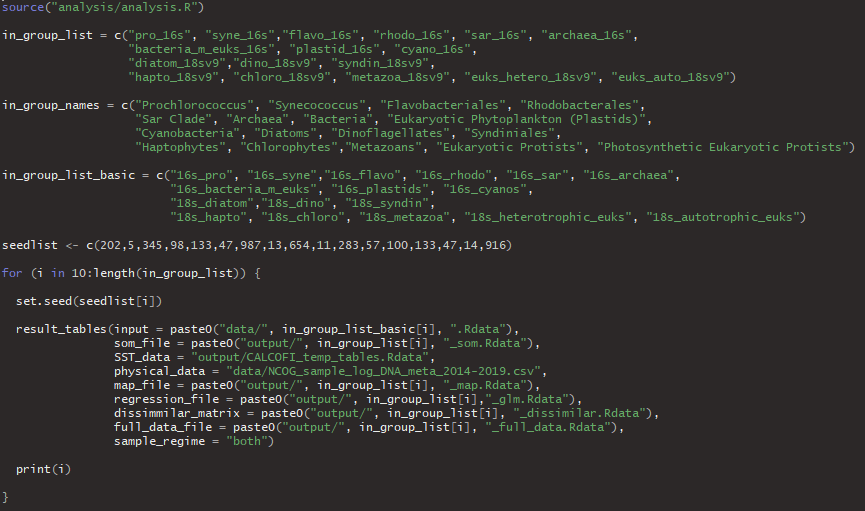 source("analysis/analysis.R")
in_group_list = c("pro_16s", "syne_16s","flavo_16s", "rhodo_16s", "sar_16s", "archaea_16s",
"bacteria_m_euks_16s", "plastid_16s", "cyano_16s",
"diatom_18sv9","dino_18sv9", "syndin_18sv9",
"hapto_18sv9", "chloro_18sv9", "metazoa_18sv9", "euks_hetero_18sv9", "euks_auto_18sv9")
in_group_names = c("Prochlorococcus", "Synecococcus", "Flavobacteriales", "Rhodobacterales",
"Sar Clade", "Archaea", "Bacteria", "Eukaryotic Phytoplankton (Plastids)",
"Cyanobacteria", "Diatoms", "Dinoflagellates", "Syndiniales",
"Haptophytes", "Chlorophytes","Metazoans", "Eukaryotic Protists", "Photosynthetic Eukaryotic Protists")
in_group_list_basic = c("16s_pro", "16s_syne","16s_flavo", "16s_rhodo", "16s_sar", "16s_archaea",
"16s_bacteria_m_euks", "16s_plastids", "16s_cyanos",
"18s_diatom","18s_dino", "18s_syndin",
"18s_hapto", "18s_chloro", "18s_metazoa", "18s_heterotrophic_euks", "18s_autotrophic_euks")
seedlist <- c(202,5,345,98,133,47,987,13,654,11,283,57,100,133,47,14,916)
for (i in 10:length(in_group_list)) {
set.seed(seedlist[i])
result_tables(input = paste0("data/", in_group_list_basic[i], ".Rdata"),
som_file = paste0("output/", in_group_list[i], "_som.Rdata"),
SST_data = "output/CALCOFI_temp_tables.Rdata",
physical_data = "data/NCOG_sample_log_DNA_meta_2014-2019.csv",
map_file = paste0("output/", in_group_list[i], "_map.Rdata"),
regression_file = paste0("output/", in_group_list[i],"_glm.Rdata"),
dissimmilar_matrix = paste0("output/", in_group_list[i], "_dissimilar.Rdata"),
full_data_file = paste0("output/", in_group_list[i], "_full_data.Rdata"),
sample_regime = "both")
print(i)
}